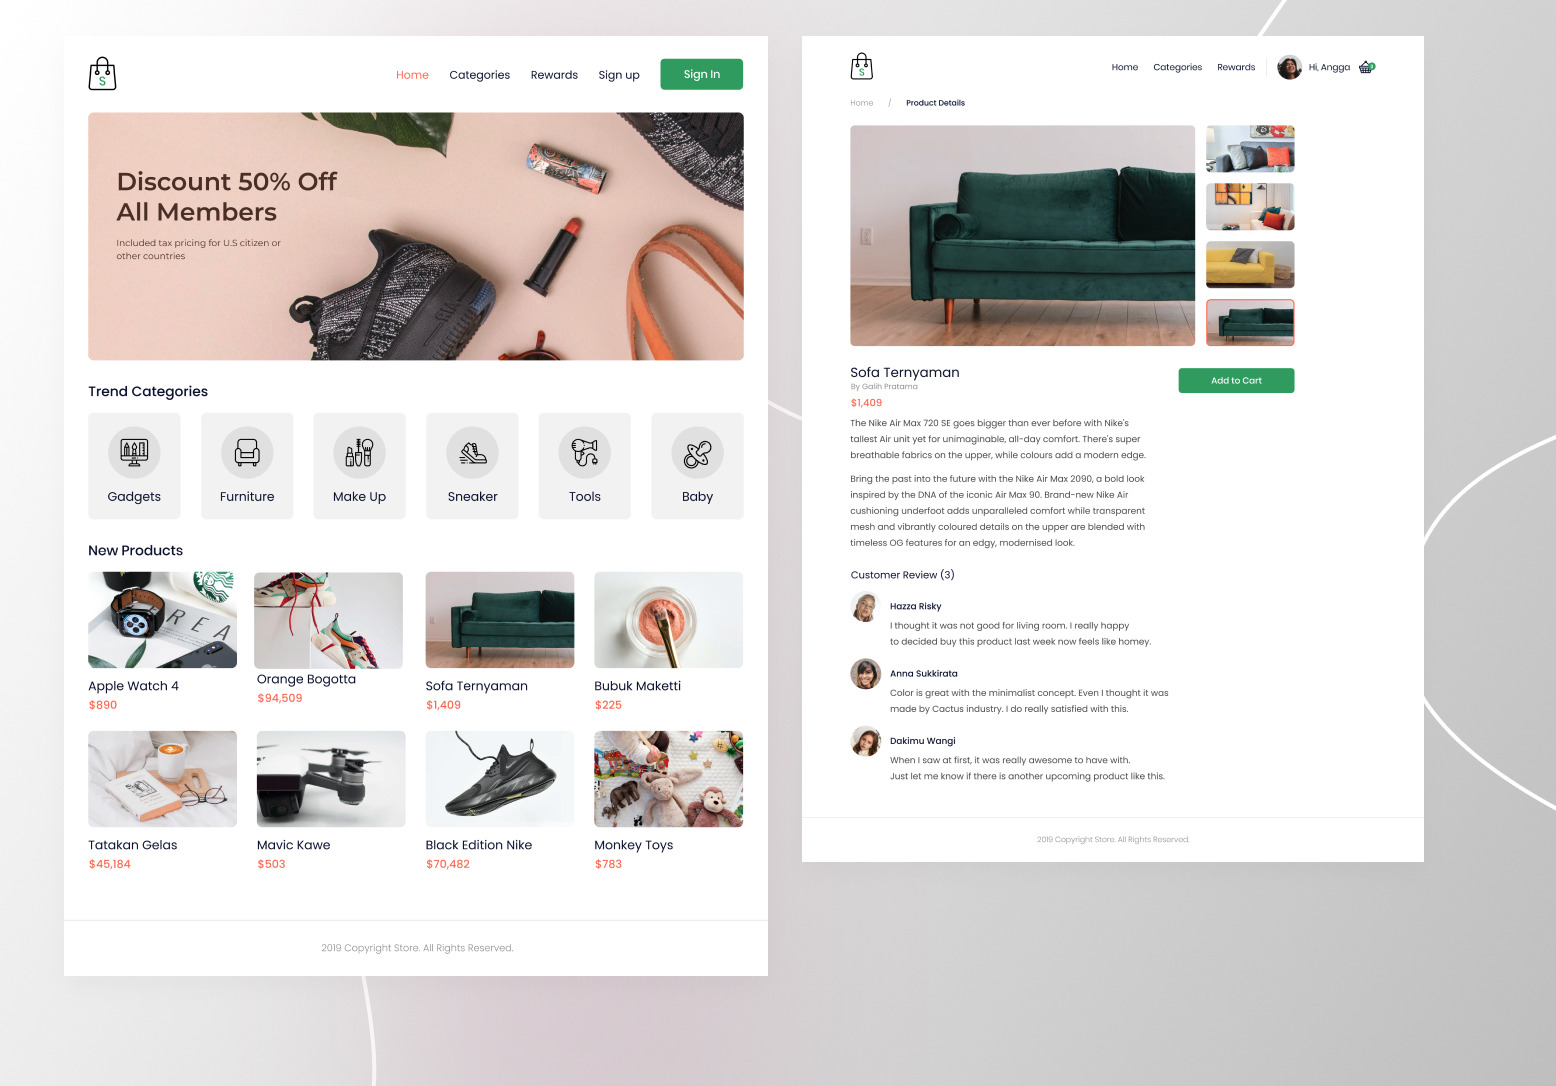 S
Home
Categories
Rewards
Sign up
Sign In
Discount 50% Off
All Members
Included tax pricing for U.S citizen or
other countries
Trend Categories
Gadgets
Furniture
Make Up
Sneaker
Tools
Baby
New Products
R E A
Apple Watch 4
$890
Orange Bogotta
$94,509
Sofa Ternyaman
$1,409
Bubuk Maketti
$225
Tatakan Gelas
$45,184
Mavic Kawe
$503
Black Edition Nike
$70,482
Monkey Toys
$783
2019 Copyright Store. All Rights Reserved.
S
Home
Categories
Rewards
Hi, Angga
Home / Product Details
Sofa Ternyaman
By Galih Pratama
$1,409
Add to Cart
The Nike Air Max 720 SE goes bigger than ever before with Nike's
tallest Air unit yet for unimaginable, all-day comfort. There's super
breathable fabrics on the upper, while colours add a modern edge.
Bring the past into the future with the Nike Air Max 2090, a bold look
inspired by the DNA of the iconic Air Max 90. Brand-new Nike Air
cushioning underfoot adds unparalleled comfort while transparent
mesh and vibrantly coloured details on the upper are blended with
timeless OG features for an edgy, modernised look.
Customer Review (3)
Hazza Risky
I thought it was not good for living room. I really happy
to decided buy this product last week now feels like homey.
Anna Sukkirata
Color is great with the minimalist concept. Even I thought it was
made by Cactus industry. I do really satisfied with this.
Dakimu Wangi
When I saw at first, it was really awesome to have with.
Just let me know if there is another upcoming product like this.
2019 Copyright Store. All Rights Reserved.